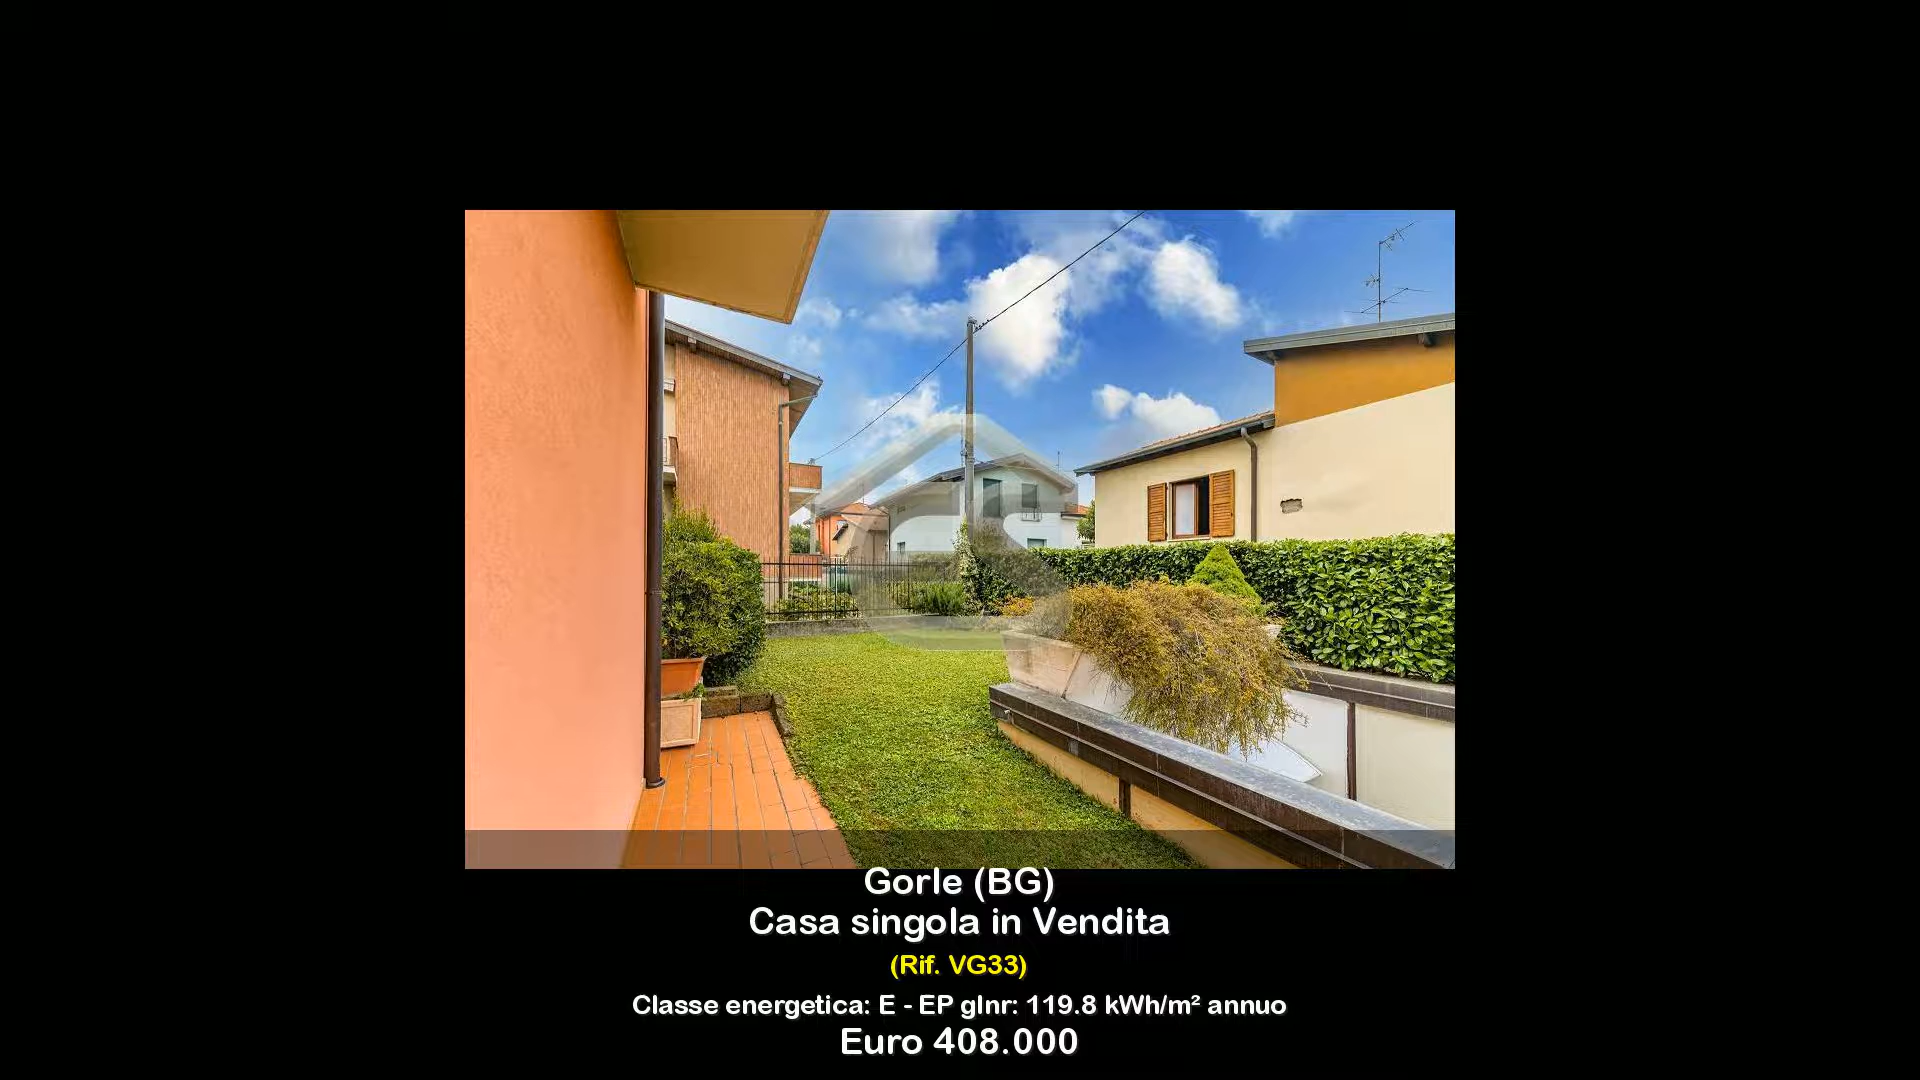 Gorle (BG)
Casa singola in Vendita
(Rif. VG33)
Classe energetica: E - EP glnr: 119.8 kWh/m² annuo
Euro 408.000